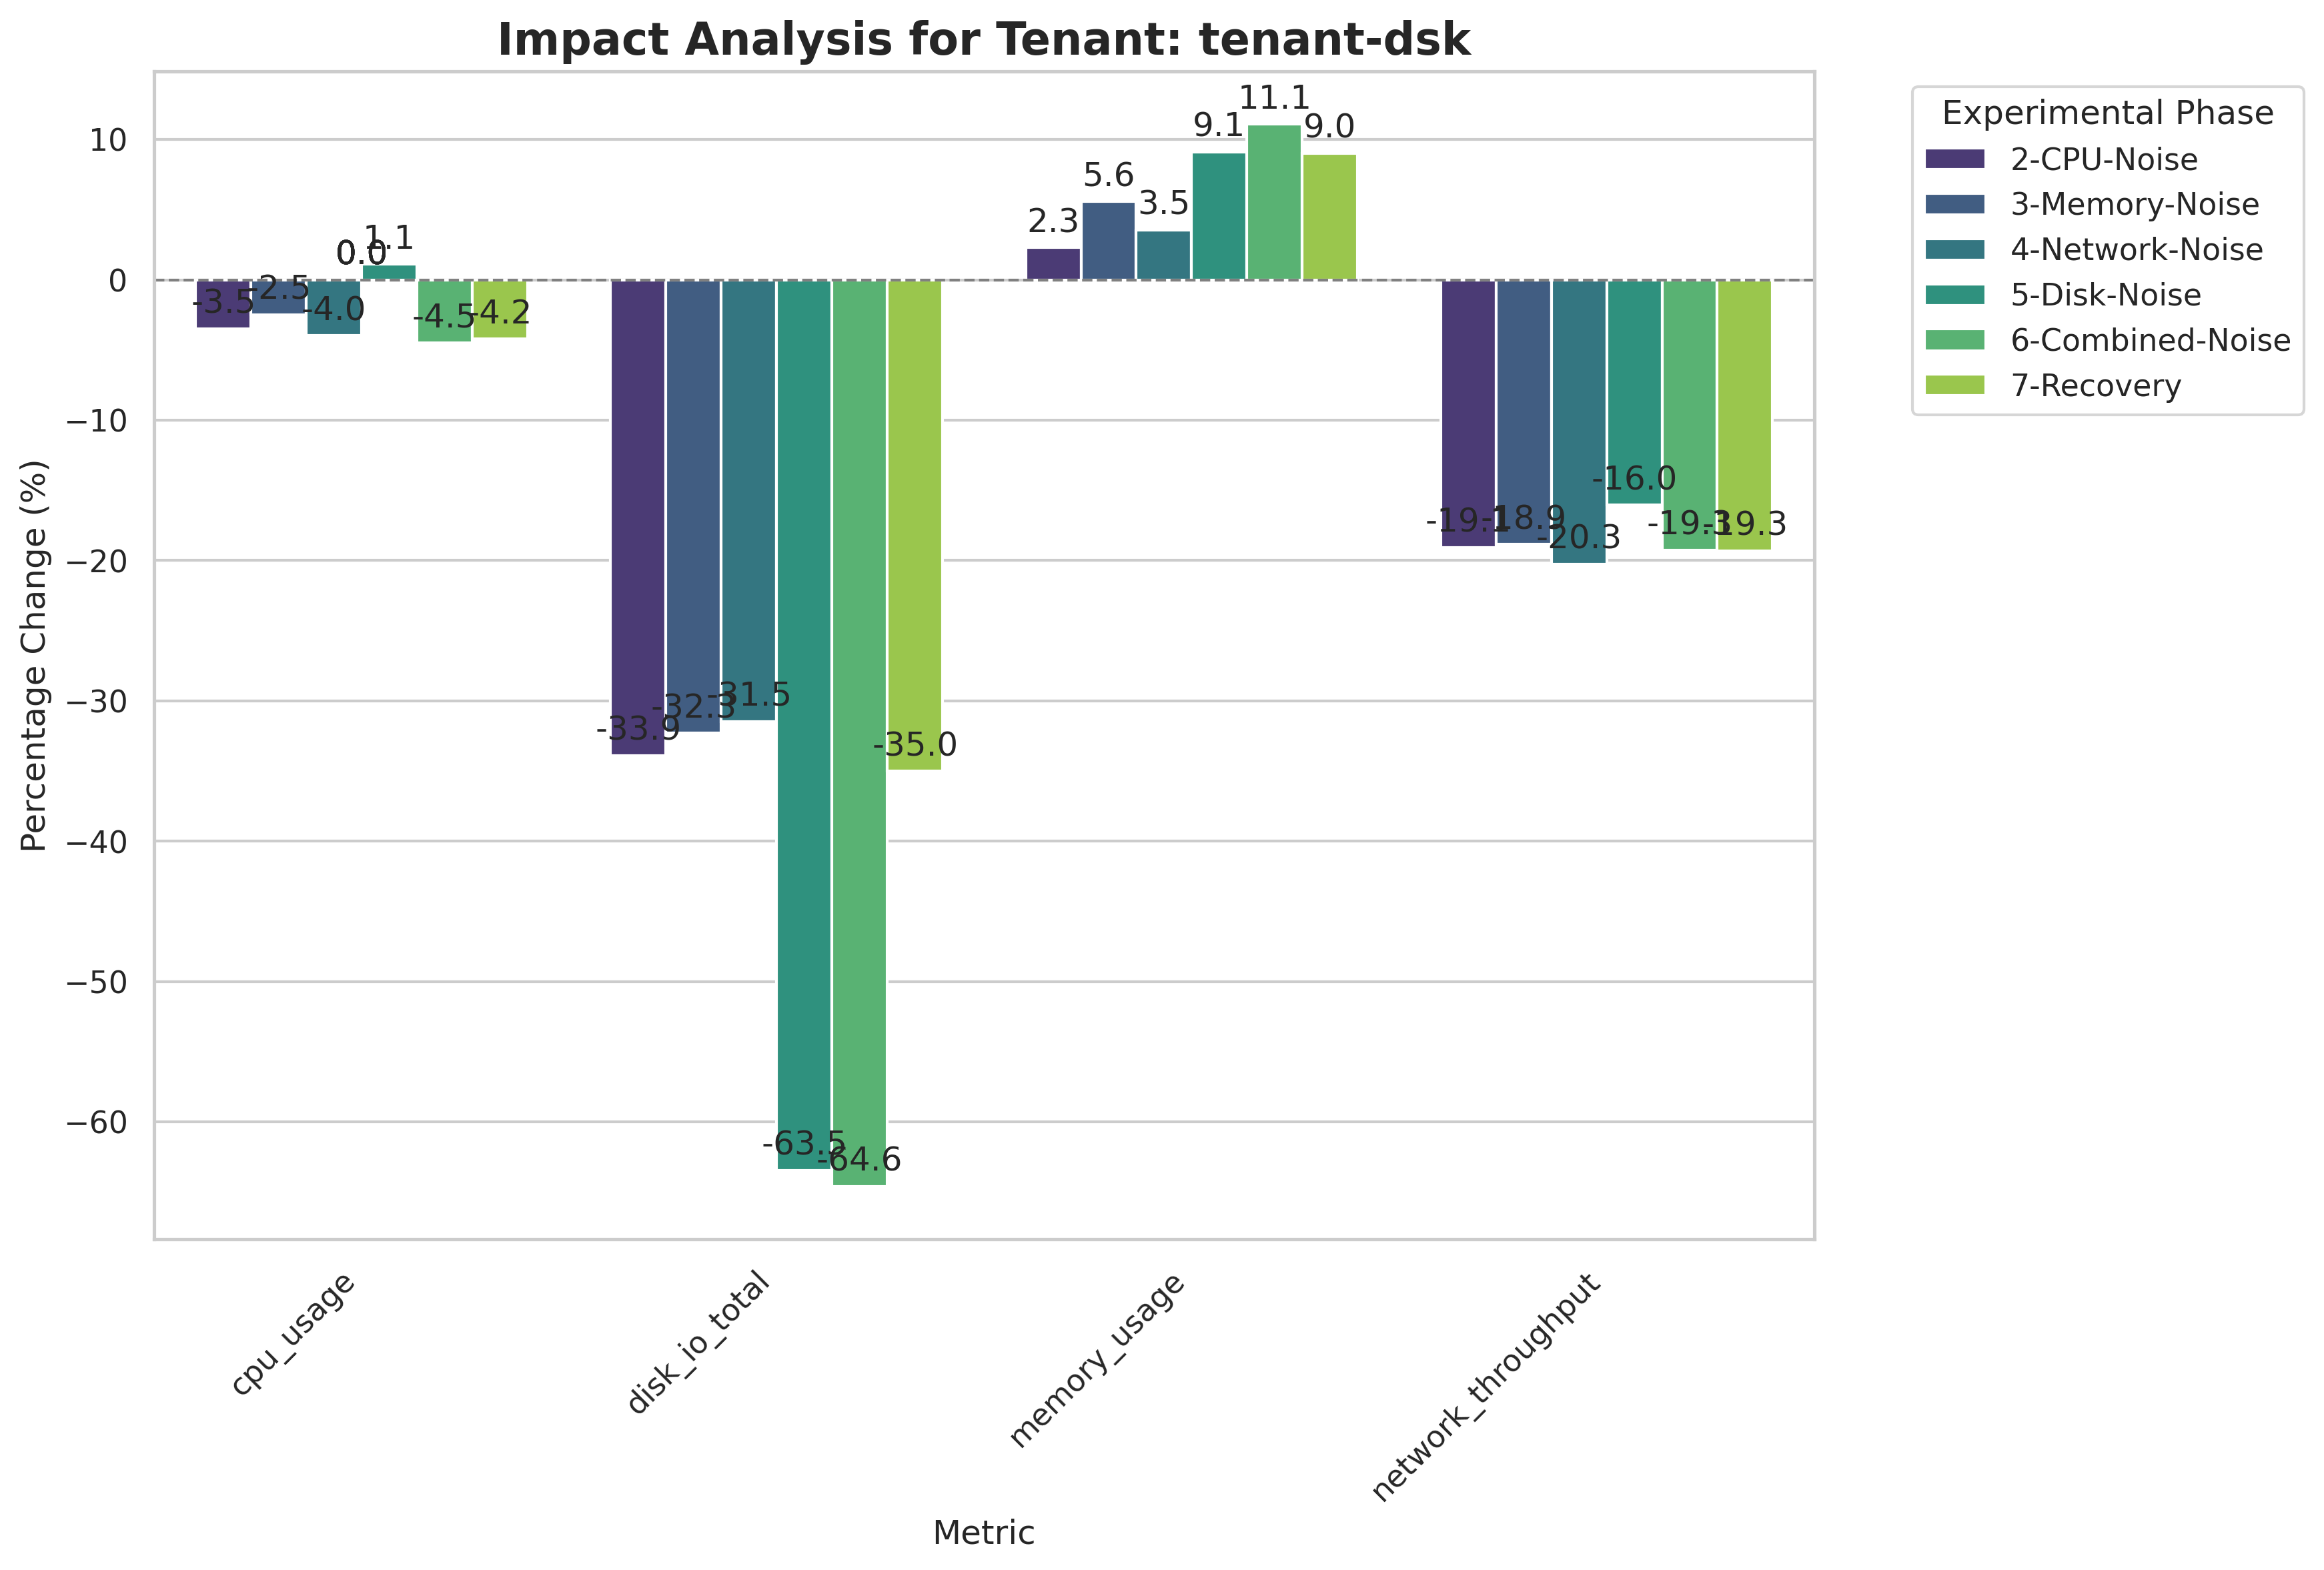 Impact Analysis for Tenant: tenant-dsk
Experimental Phase
2-CPU-Noise
3-Memory-Noise
4-Network-Noise
5-Disk-Noise
6-Combined-Noise
7-Recovery
Percentage Change (%)
10
0
−10
−20
−30
−40
−50
−60
-3.5
-2.5
-4.0
0.0
1.1
-4.5
-4.2
-33.9
-32.3
-31.5
-63.5
-64.6
-35.0
2.3
5.6
3.5
9.1
11.1
9.0
-19.1
-18.9
-20.3
-16.0
-19.3
-19.3
cpu_usage
disk_io_total
memory_usage
network_throughput
Metric